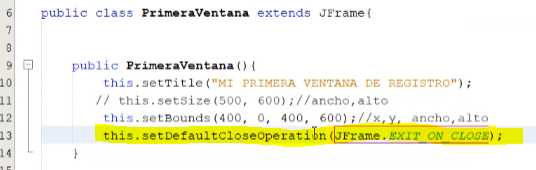 6 public class PrimeraVentana extends JFrame{
7
8
9 public PrimeraVentana(){
10 this.setTitle("MI PRIMERA VENTANA DE REGISTRO");
11 // this.setSize(500, 600);//ancho,alto
12 this.setBounds(400, 0, 400, 600);//x,y, ancho,alto
13 this.setDefaultCloseOperation(JFrame.EXIT_ON_CLOSE);
14 }